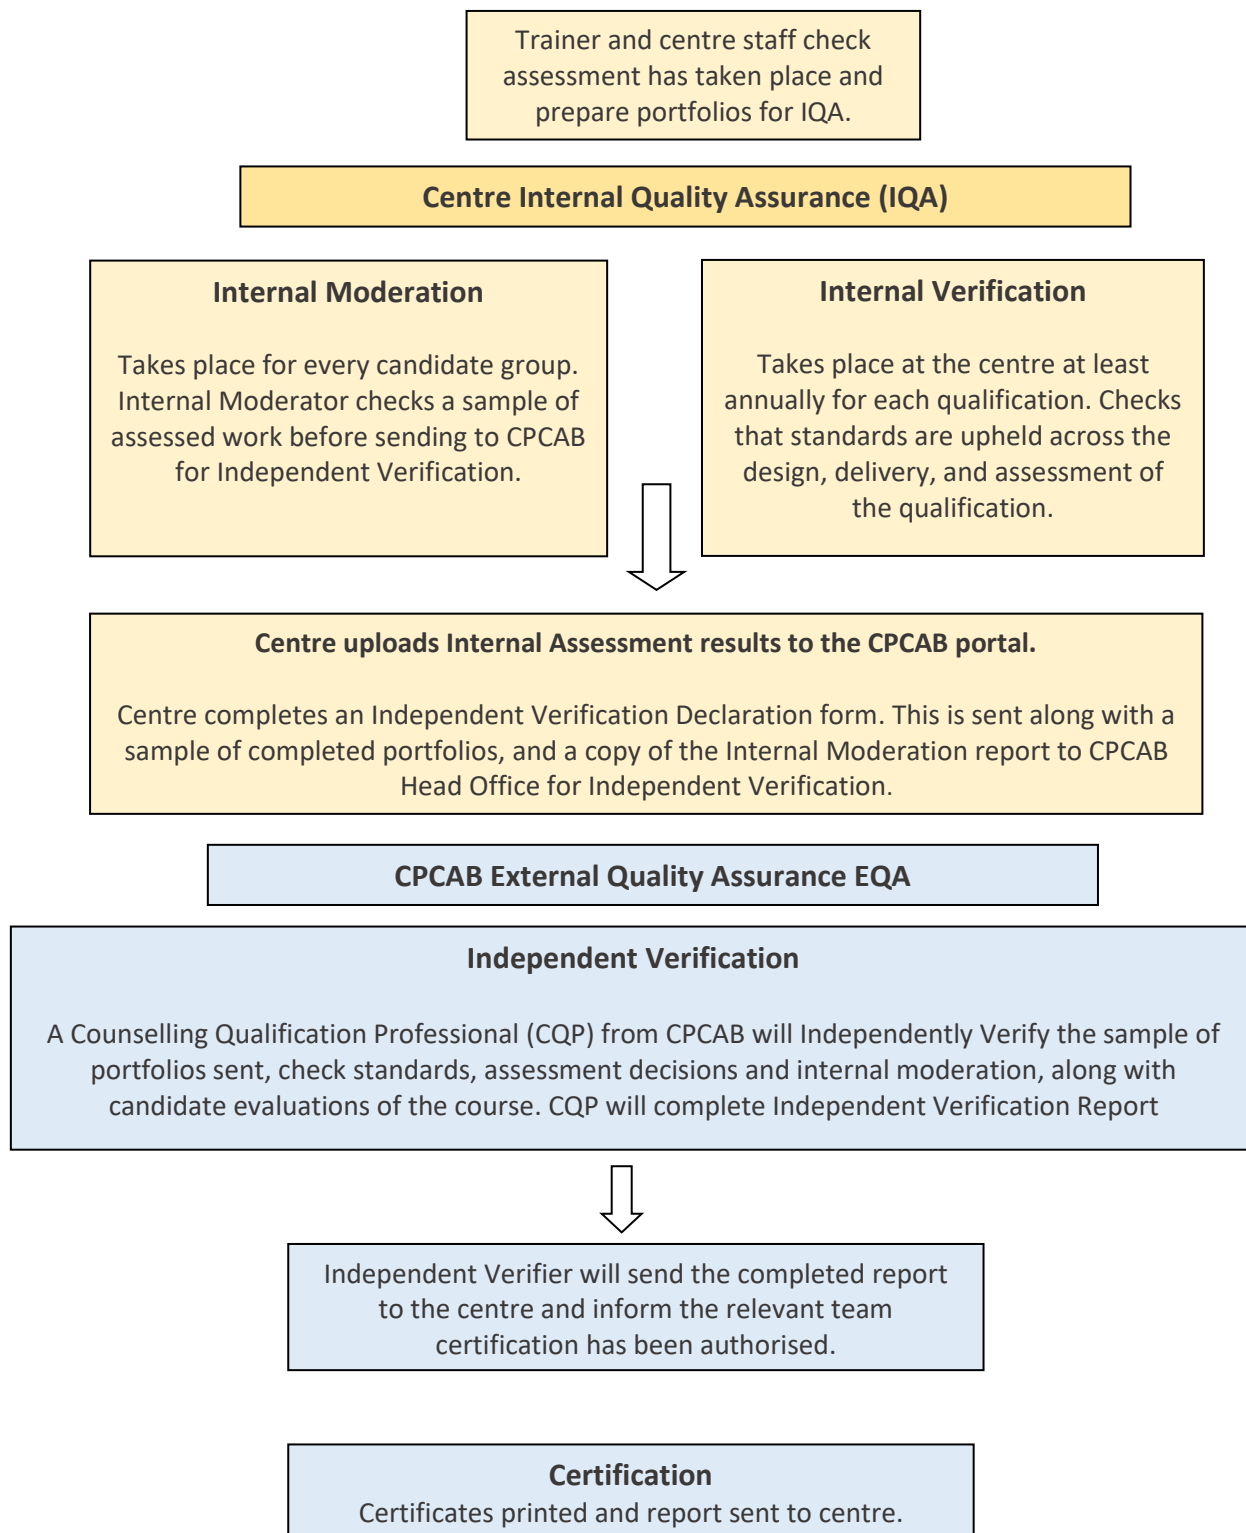 Trainer and centre staff check
assessment has taken place and
prepare portfolios for IQA.
Centre Internal Quality Assurance (IQA)
Internal Moderation
Takes place for every candidate group.
Internal Moderator checks a sample of
assessed work before sending to CPCAB
for Independent Verification.
Internal Verification
Takes place at the centre at least
annually for each qualification. Checks
that standards are upheld across the
design, delivery, and assessment of
the qualification.
Centre uploads Internal Assessment results to the CPCAB portal.
Centre completes an Independent Verification Declaration form. This is sent along with a
sample of completed portfolios, and a copy of the Internal Moderation report to CPCAB
Head Office for Independent Verification.
CPCAB External Quality Assurance EQA
Independent Verification
A Counselling Qualification Professional (CQP) from CPCAB will Independently Verify the sample of
portfolios sent, check standards, assessment decisions and internal moderation, along with
candidate evaluations of the course. CQP will complete Independent Verification Report
Independent Verifier will send the completed report
to the centre and inform the relevant team
certification has been authorised.
Certification
Certificates printed and report sent to centre.